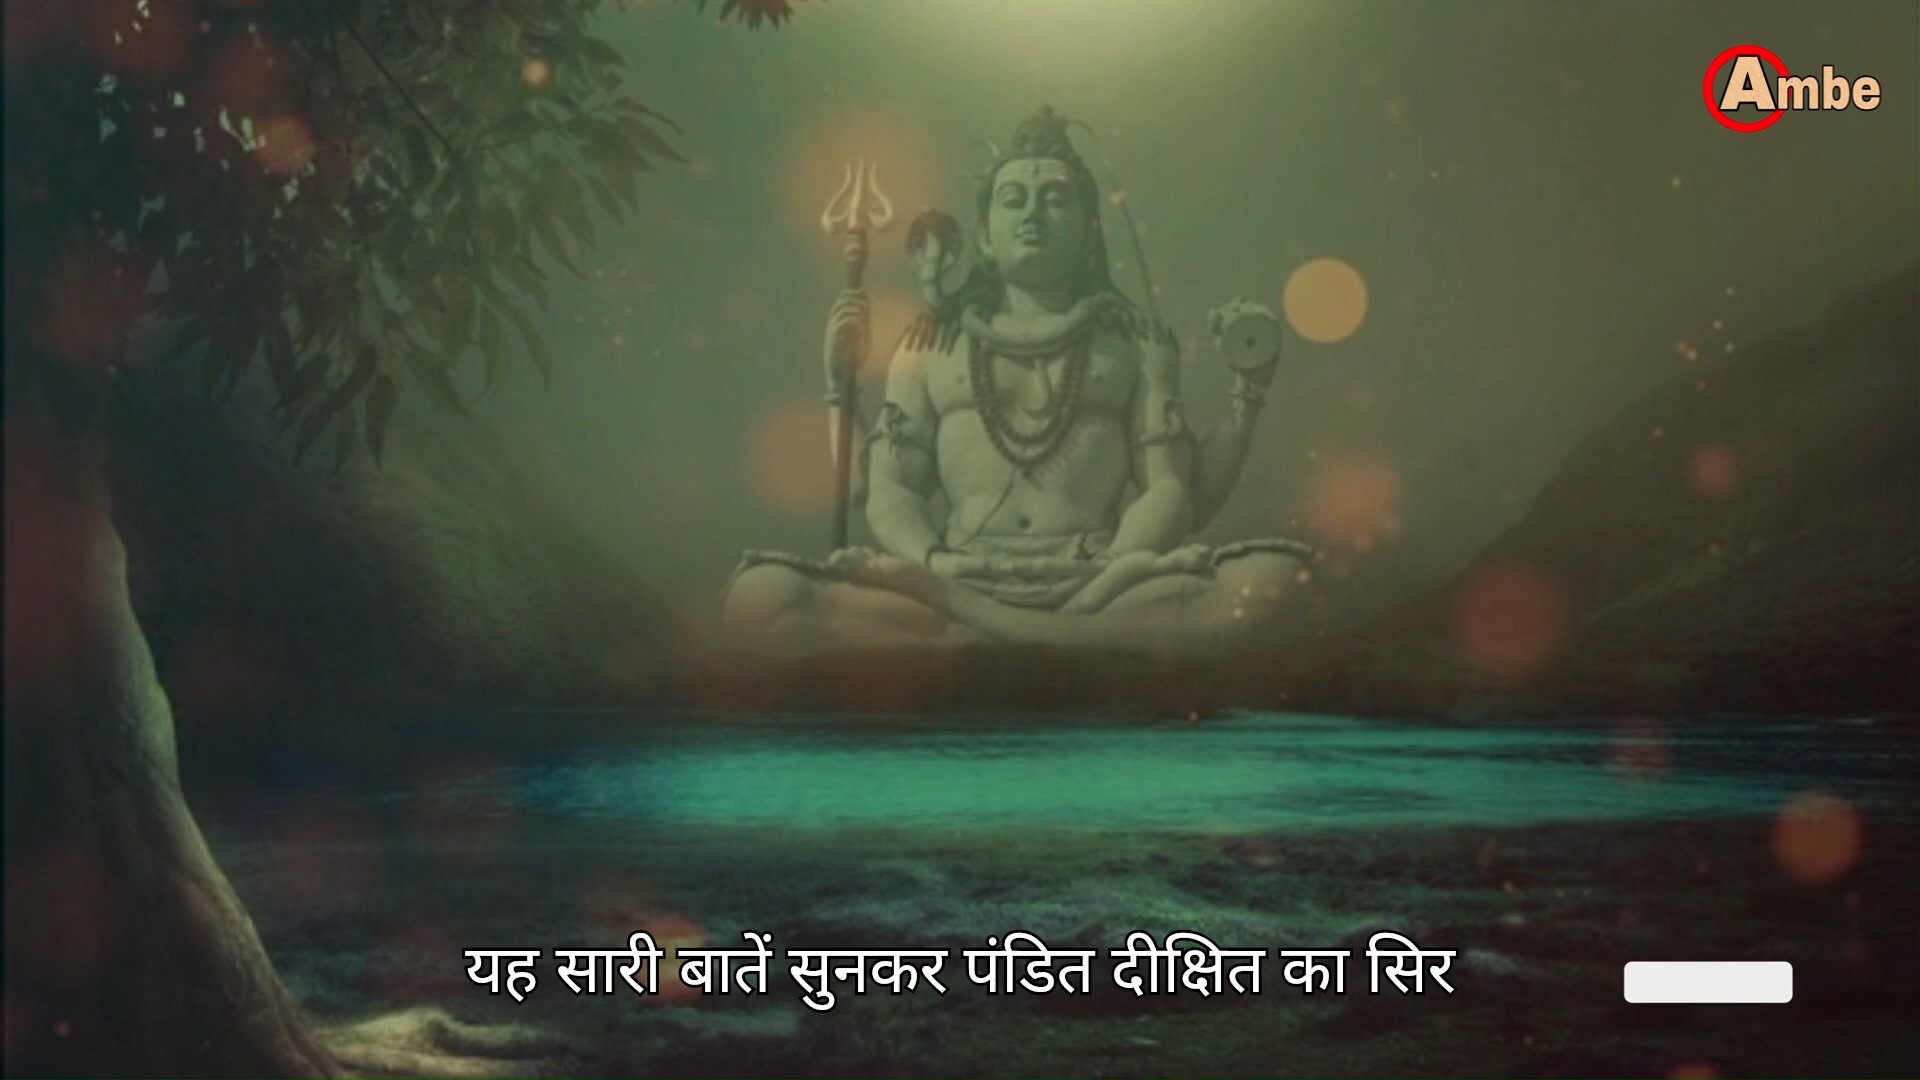 Ambe
यह सारी बातें सुनकर पंडित दीक्षित का सिर